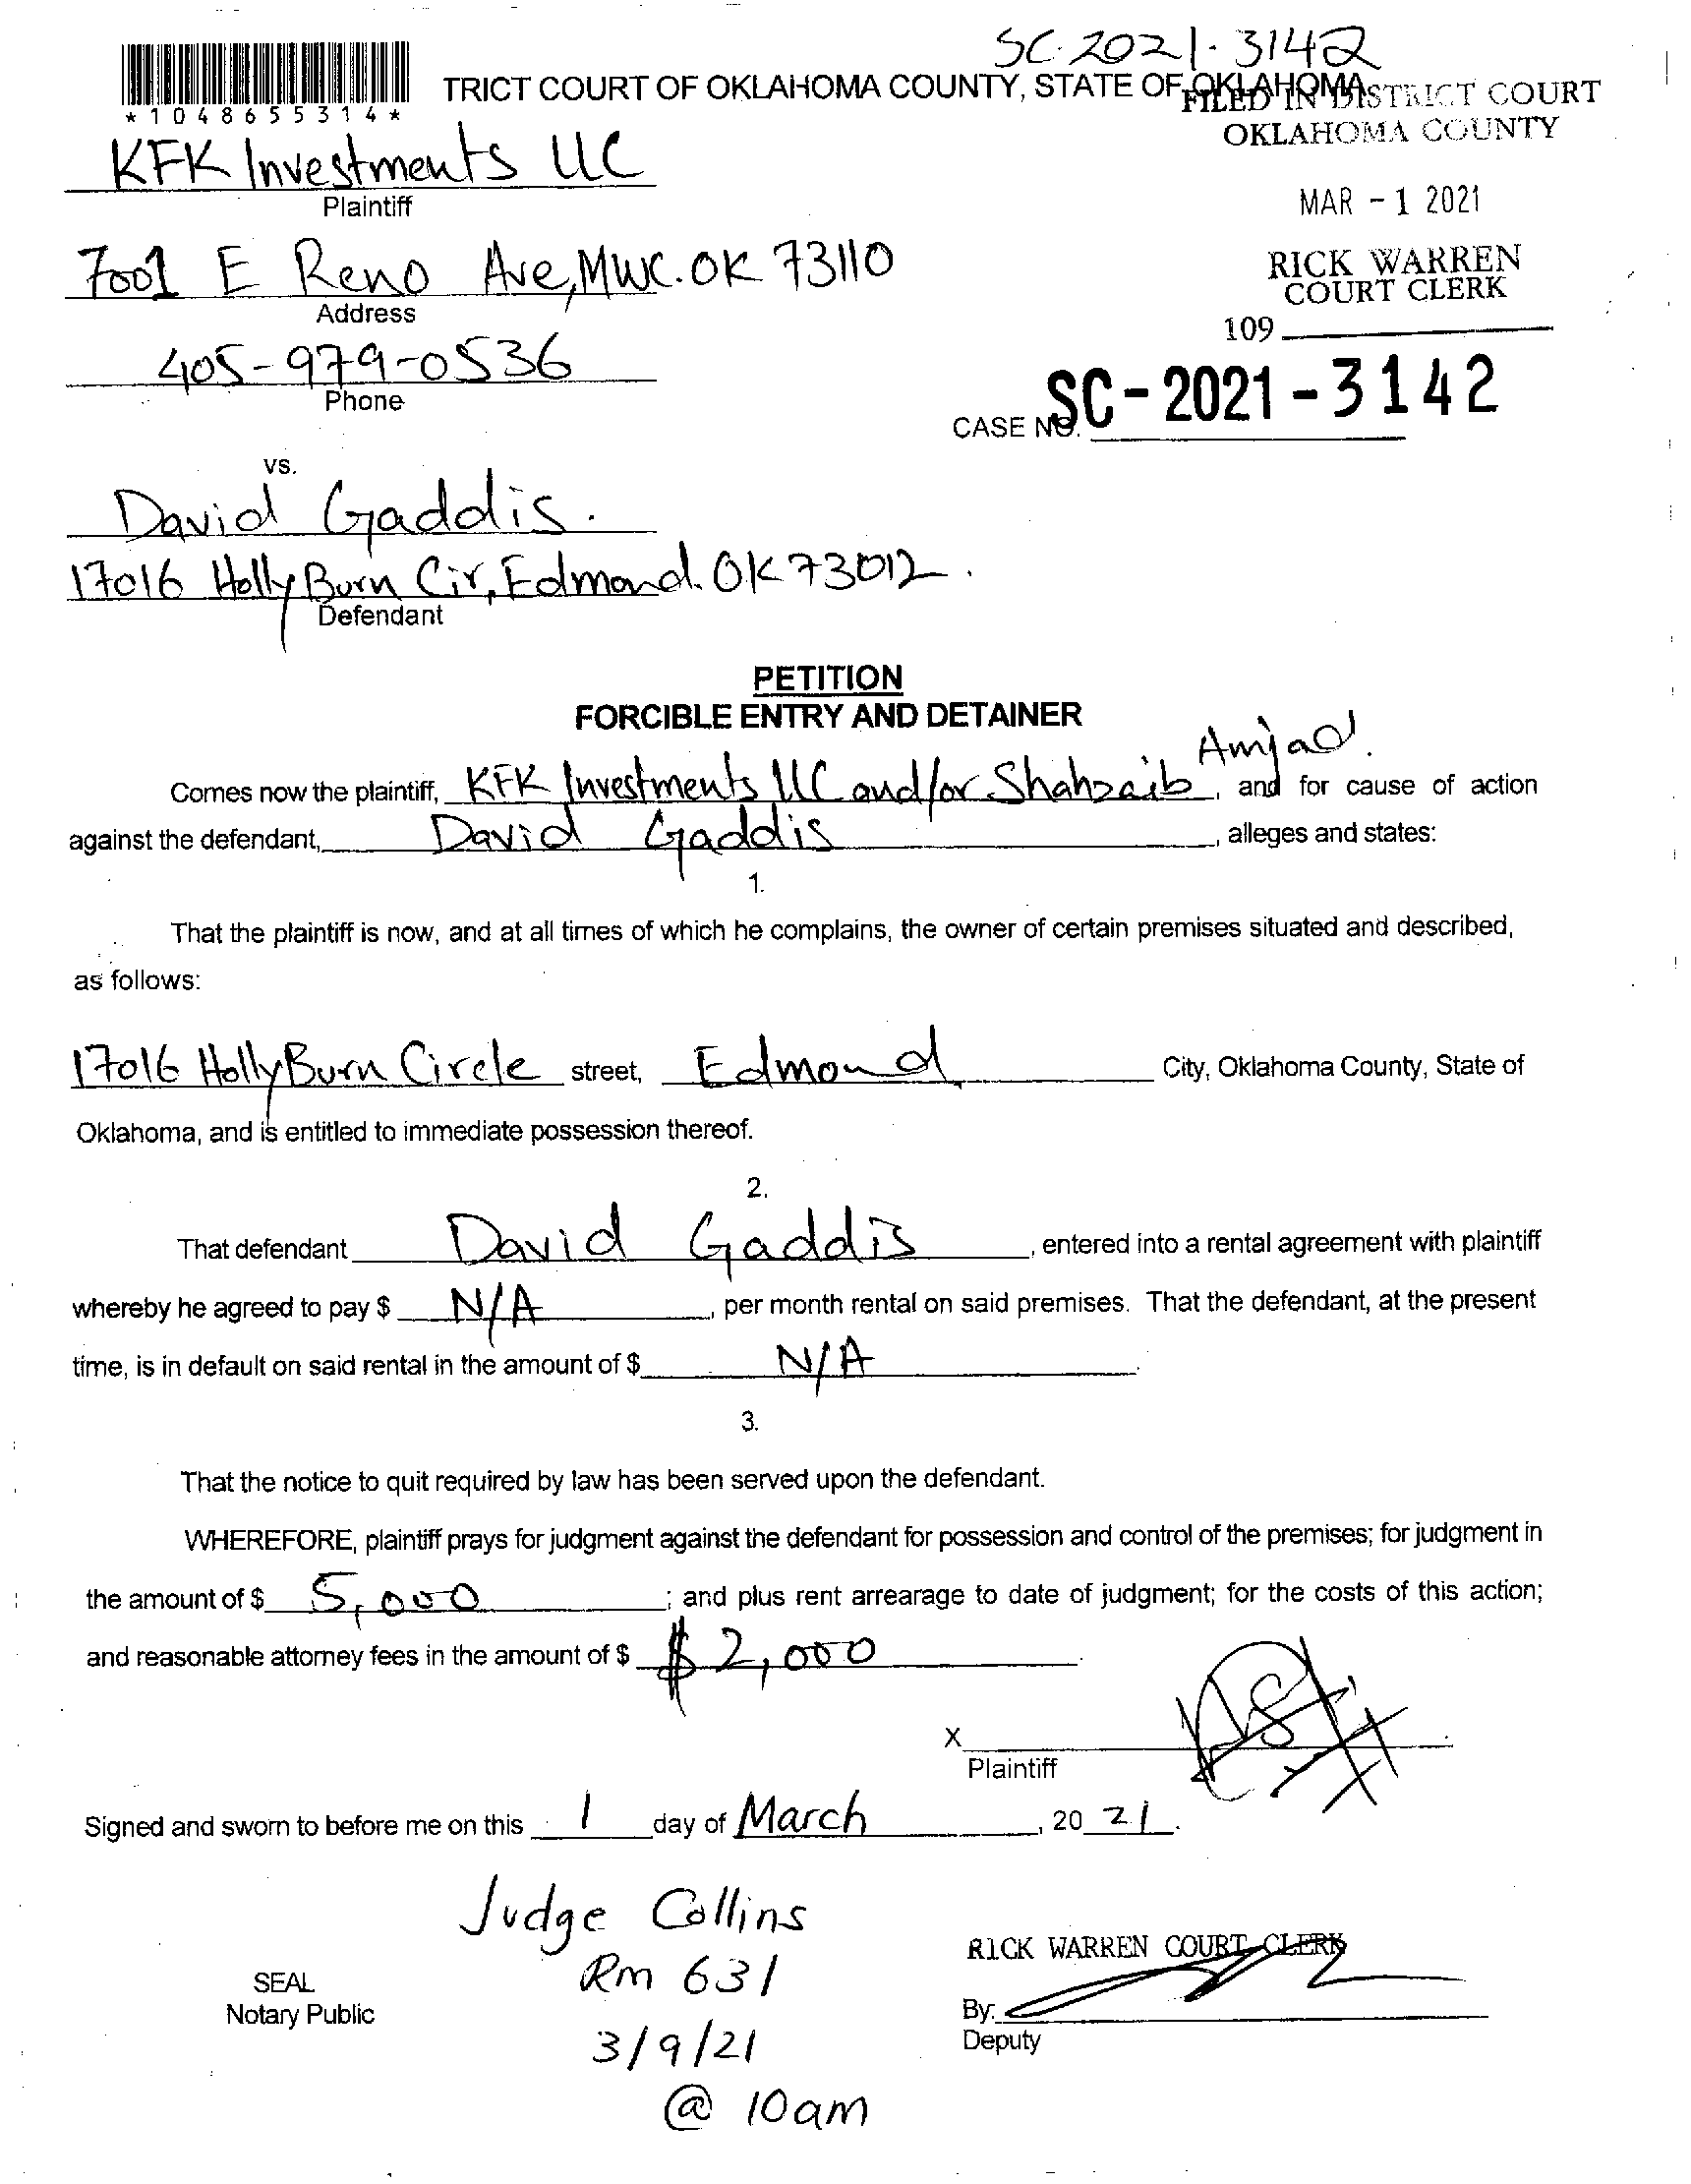 SC-2021-3142
TRICT COURT OF OKLAHOMA COUNTY, STATE OF OKLAHOMA
FILED IN DISTRICT COURT
OKLAHOMA COUNTY
*1048655314*
KFK Investments LLC
Plaintiff
MAR - 1 2021
7001 E Reno Ave, MWC. OK 73110
Address
RICK WARREN
COURT CLERK
109
405-979-0536
Phone
CASE NO. SC-2021-3142
vs.
David Gaddis.
17016 Holly Burn Cir, Edmond. OK 73012.
Defendant
PETITION
FORCIBLE ENTRY AND DETAINER
Comes now the plaintiff, KFK Investments LLC and/or Shahzaib Amjad., and for cause of action
against the defendant, David Gaddis, alleges and states:
1.
That the plaintiff is now, and at all times of which he complains, the owner of certain premises situated and described,
as follows:
17016 Holly Burn Circle street, Edmond City, Oklahoma County, State of
Oklahoma, and is entitled to immediate possession thereof.
2.
That defendant David Gaddis, entered into a rental agreement with plaintiff
whereby he agreed to pay $ N/A, per month rental on said premises. That the defendant, at the present
time, is in default on said rental in the amount of $ N/A.
3.
That the notice to quit required by law has been served upon the defendant.
WHEREFORE, plaintiff prays for judgment against the defendant for possession and control of the premises; for judgment in
the amount of $ 5,000; and plus rent arrearage to date of judgment; for the costs of this action;
and reasonable attorney fees in the amount of $ $2,000.
X
Plaintiff
Signed and sworn to before me on this 1 day of March, 2021.
Judge Collins
Rm 631
3/9/21
@ 10am
SEAL
Notary Public
RICK WARREN COURT CLERK
By:
Deputy